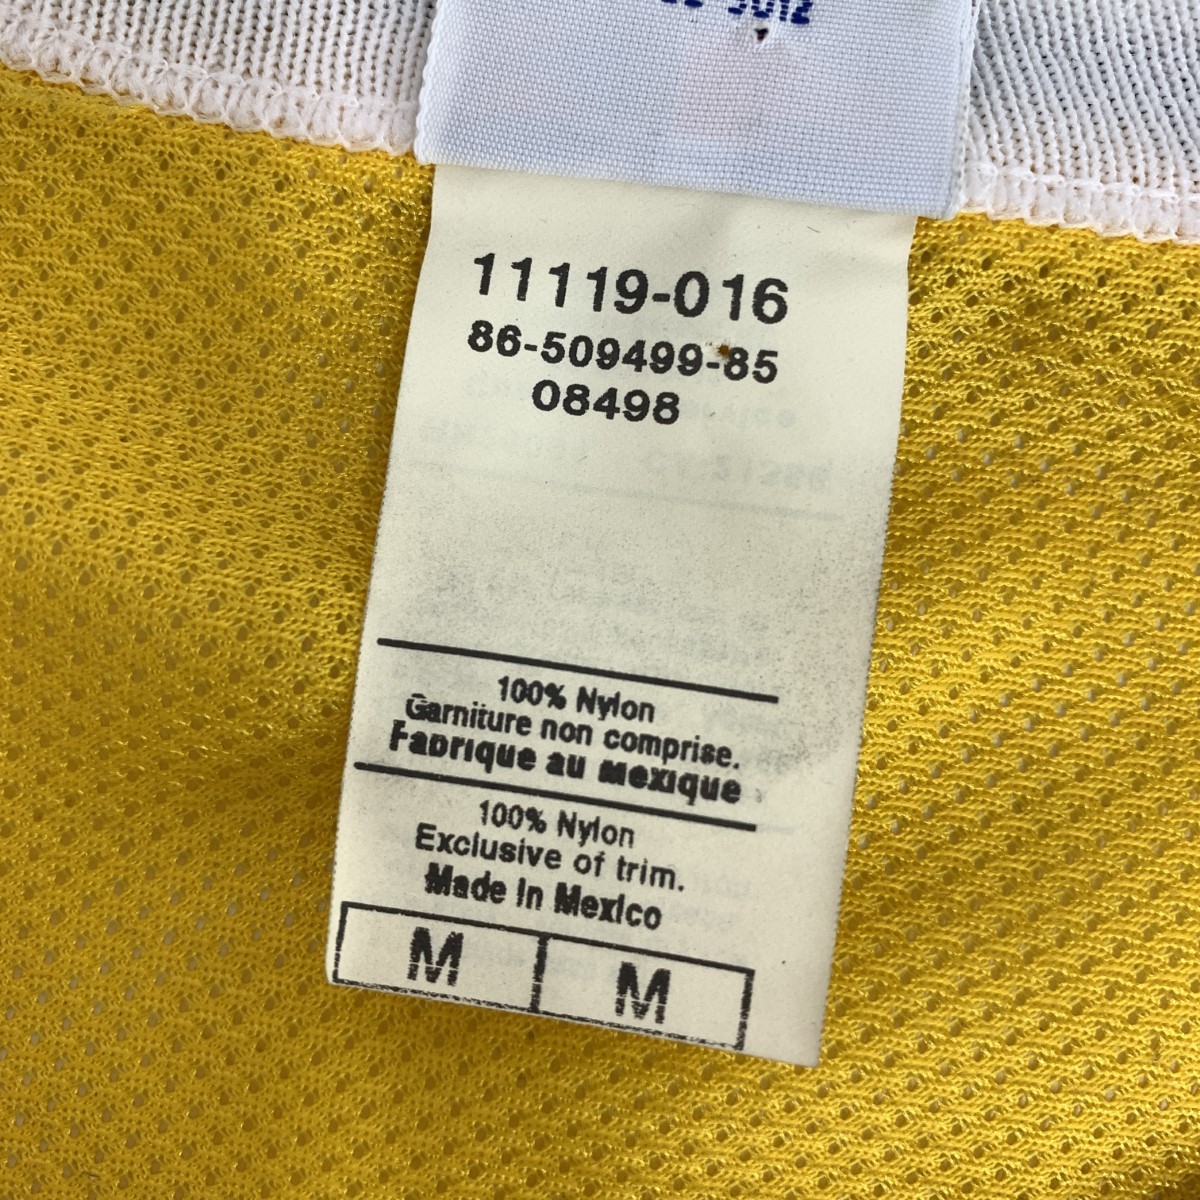 11119-016
86-509499-85
08498
100% Nylon
Garniture non comprise.
Fabrique au mexique
100% Nylon
Exclusive of trim.
Made In Mexico
M M